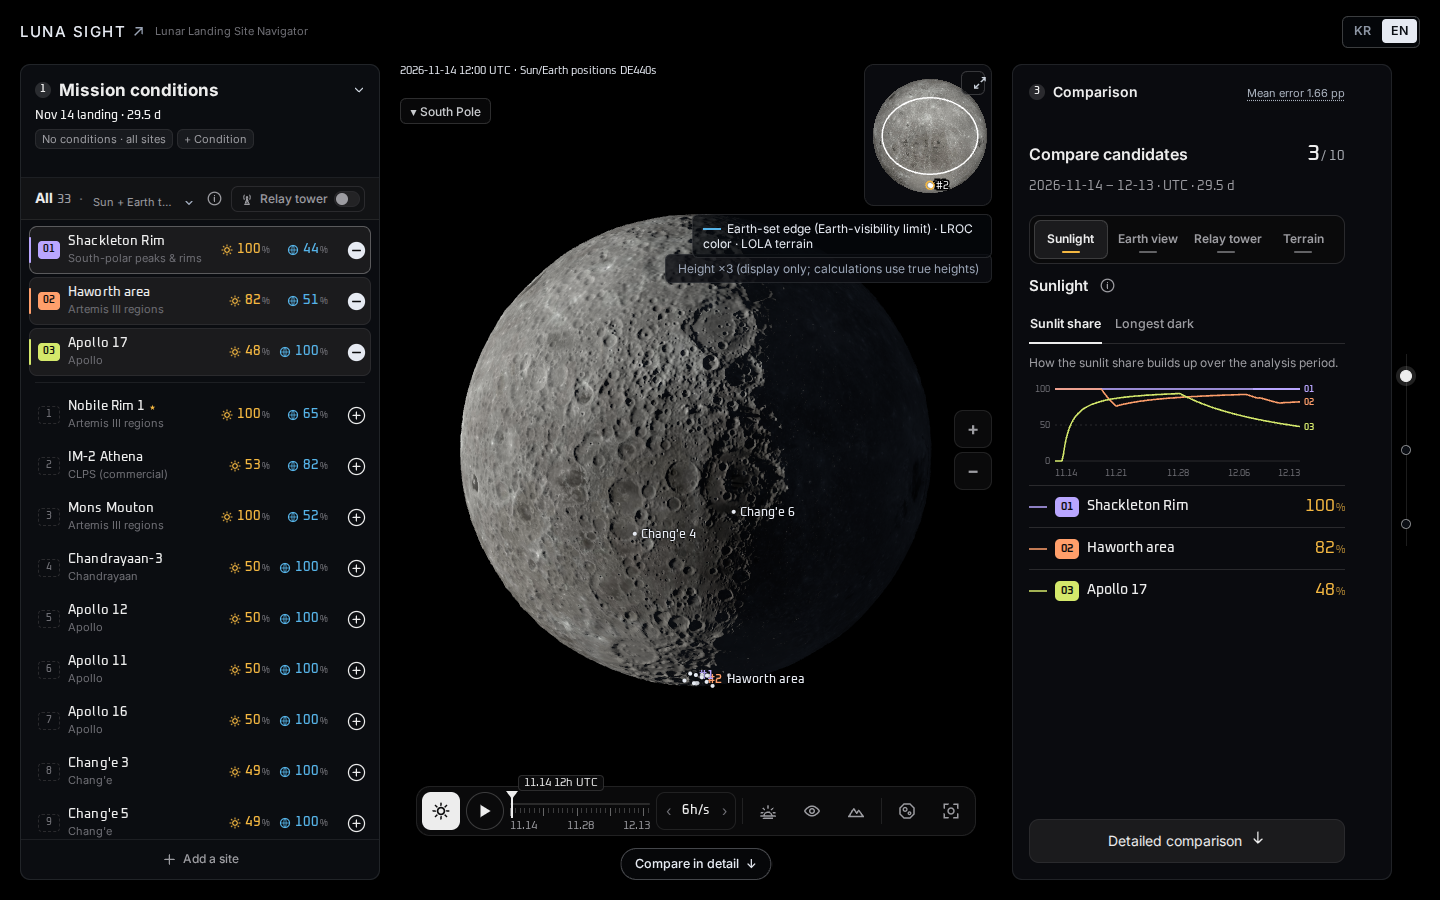 LUNA SIGHT ↗ Lunar Landing Site Navigator
KR EN
1 Mission conditions
Nov 14 landing · 29.5 d
No conditions · all sites + Condition
All 33 · Sun + Earth t... Relay tower
01 Shackleton Rim 100% 44%
South-polar peaks & rims
02 Haworth area 82% 51%
Artemis III regions
03 Apollo 17 48% 100%
Apollo
1 Nobile Rim 1 ★ 100% 65%
Artemis III regions
2 IM-2 Athena 53% 82%
CLPS (commercial)
3 Mons Mouton 100% 52%
Artemis III regions
4 Chandrayaan-3 50% 100%
Chandrayaan
5 Apollo 12 50% 100%
Apollo
6 Apollo 11 50% 100%
Apollo
7 Apollo 16 50% 100%
Apollo
8 Chang'e 3 49% 100%
Chang'e
9 Chang'e 5 49% 100%
Chang'e
+ Add a site
2026-11-14 12:00 UTC · Sun/Earth positions DE440s
▾ South Pole
#2
Earth-set edge (Earth-visibility limit) · LROC
color · LOLA terrain
Height ×3 (display only; calculations use true heights)
+
−
Chang'e 6
Chang'e 4
#2 Haworth area
11.14 12h UTC
11.14 11.28 12.13
‹ 6h/s ›
Compare in detail ↓
3 Comparison
Mean error 1.66 pp
Compare candidates 3 / 10
2026-11-14 – 12-13 · UTC · 29.5 d
Sunlight Earth view Relay tower Terrain
Sunlight
Sunlit share Longest dark
How the sunlit share builds up over the analysis period.
100
50
0
01
02
03
11.14 11.21 11.28 12.06 12.13
01 Shackleton Rim 100%
02 Haworth area 82%
03 Apollo 17 48%
Detailed comparison ↓